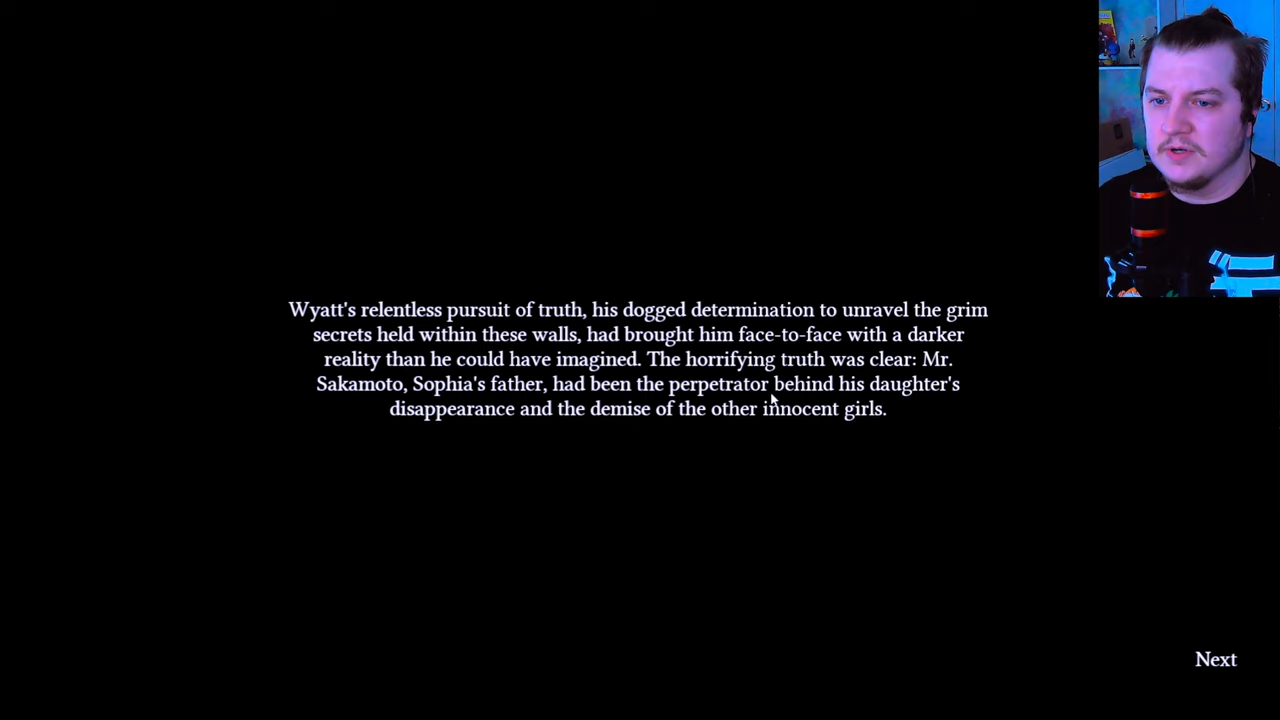 Wyatt's relentless pursuit of truth, his dogged determination to unravel the grim
secrets held within these walls, had brought him face-to-face with a darker
reality than he could have imagined. The horrifying truth was clear: Mr.
Sakamoto, Sophia's father, had been the perpetrator behind his daughter's
disappearance and the demise of the other innocent girls.
Next